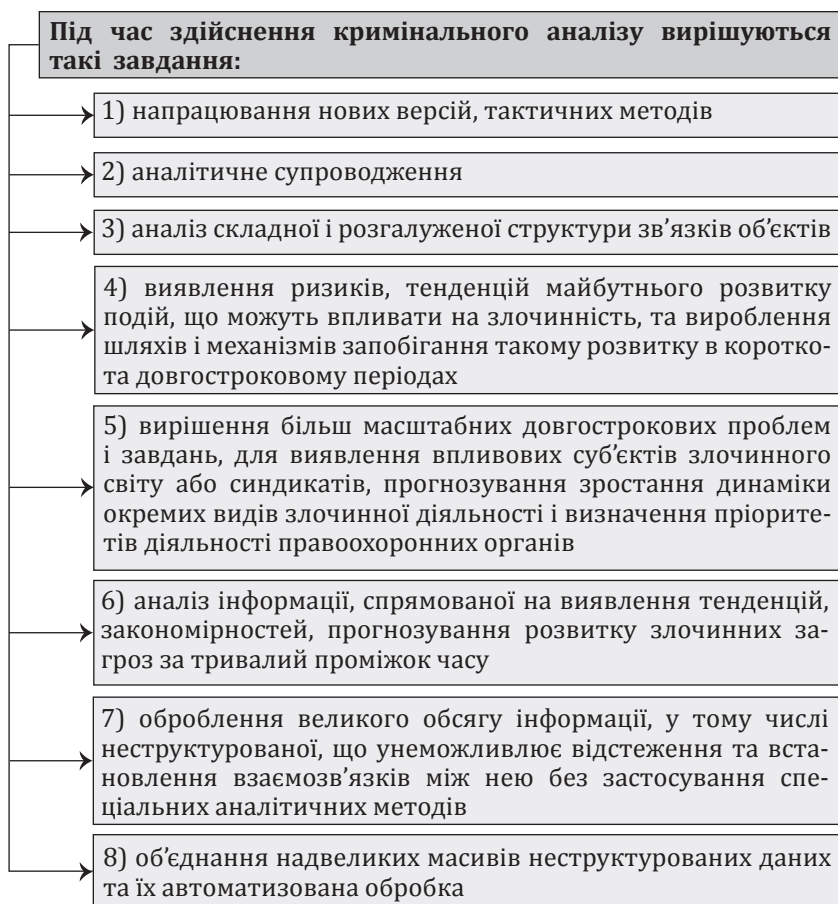 Під час здійснення кримінального аналізу вирішуються
такі завдання:
1) напрацювання нових версій, тактичних методів
2) аналітичне супроводження
3) аналіз складної і розгалуженої структури зв’язків об’єктів
4) виявлення ризиків, тенденцій майбутнього розвитку
подій, що можуть впливати на злочинність, та вироблення
шляхів і механізмів запобігання такому розвитку в коротко-
та довгостроковому періодах
5) вирішення більш масштабних довгострокових проблем
і завдань, для виявлення впливових суб’єктів злочинного
світу або синдикатів, прогнозування зростання динаміки
окремих видів злочинної діяльності і визначення пріорите-
тів діяльності правоохоронних органів
6) аналіз інформації, спрямованої на виявлення тенденцій,
закономірностей, прогнозування розвитку злочинних за-
гроз за тривалий проміжок часу
7) оброблення великого обсягу інформації, у тому числі
неструктурованої, що унеможливлює відстеження та вста-
новлення взаємозв’язків між нею без застосування спе-
ціальних аналітичних методів
8) об’єднання надвеликих масивів неструктурованих даних
та їх автоматизована обробка